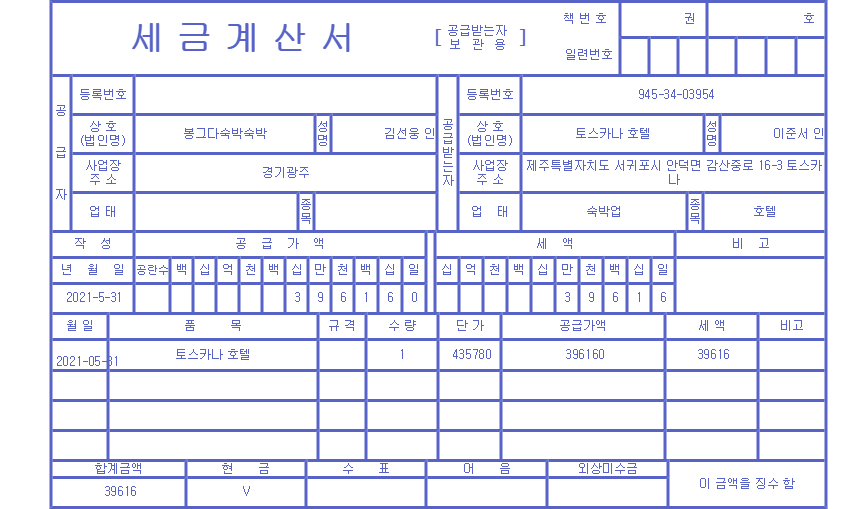 세 금 계 산 서
[ 공급받는자 보 관 용 ]
책 번 호 권 호
일련번호
공 급 자
등록번호
상 호 (법인명) 봉그다숙박숙박 성 명 김선웅 인
사업장 주 소 경기광주
업 태 종 목
공 급 받 는 자
등록번호 945-34-03954
상 호 (법인명) 토스카나 호텔 성 명 이준서 인
사업장 주 소 제주특별자치도 서귀포시 안덕면 감산중로 16-3 토스카
나
업 태 숙박업 종 목 호텔
작 성 공 급 가 액 세 액 비 고
년 월 일 공란수 백 십 억 천 백 십 만 천 백 십 일 십 억 천 백 십 만 천 백 십 일
2021-5-31 3 9 6 1 6 0 3 9 6 1 6
월 일 품 목 규 격 수 량 단 가 공급가액 세 액 비고
2021-05-31 토스카나 호텔 1 435780 396160 39616
합계금액 현 금 수 표 어 음 외상미수금 이 금액을 징수 함
39616 V